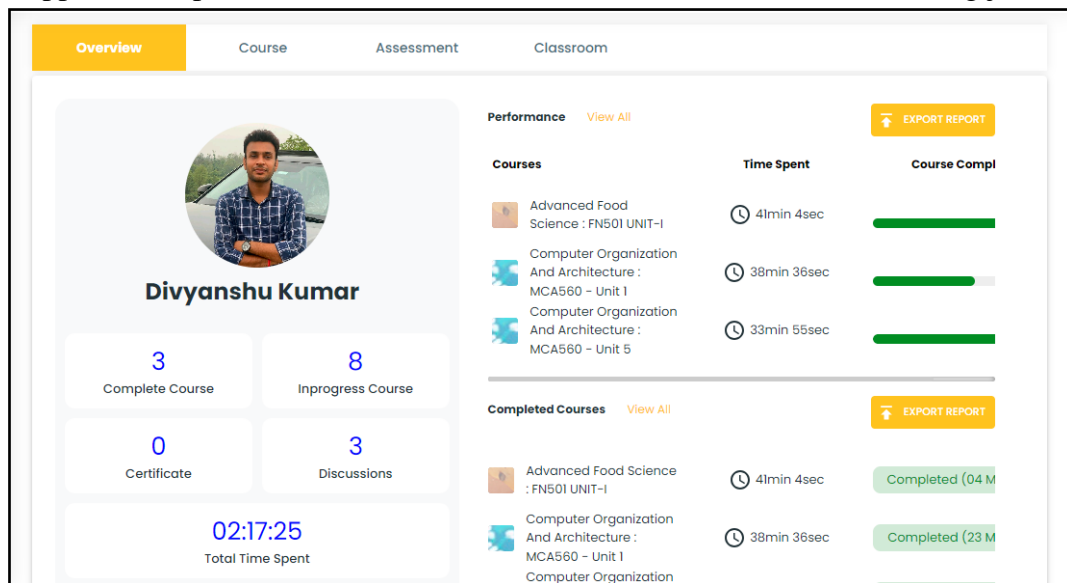 Overview Course Assessment Classroom
Divyanshu Kumar
3
Complete Course
8
Inprogress Course
0
Certificate
3
Discussions
02:17:25
Total Time Spent
Performance View All EXPORT REPORT
Courses Time Spent Course Compl
Advanced Food
Science : FN501 UNIT-I
41min 4sec
Computer Organization
And Architecture :
MCA560 - Unit 1
38min 36sec
Computer Organization
And Architecture :
MCA560 - Unit 5
33min 55sec
Completed Courses View All EXPORT REPORT
Advanced Food Science
: FN501 UNIT-I
41min 4sec
Completed (04 M
Computer Organization
And Architecture :
MCA560 - Unit 1
38min 36sec
Completed (23 M
Computer Organization